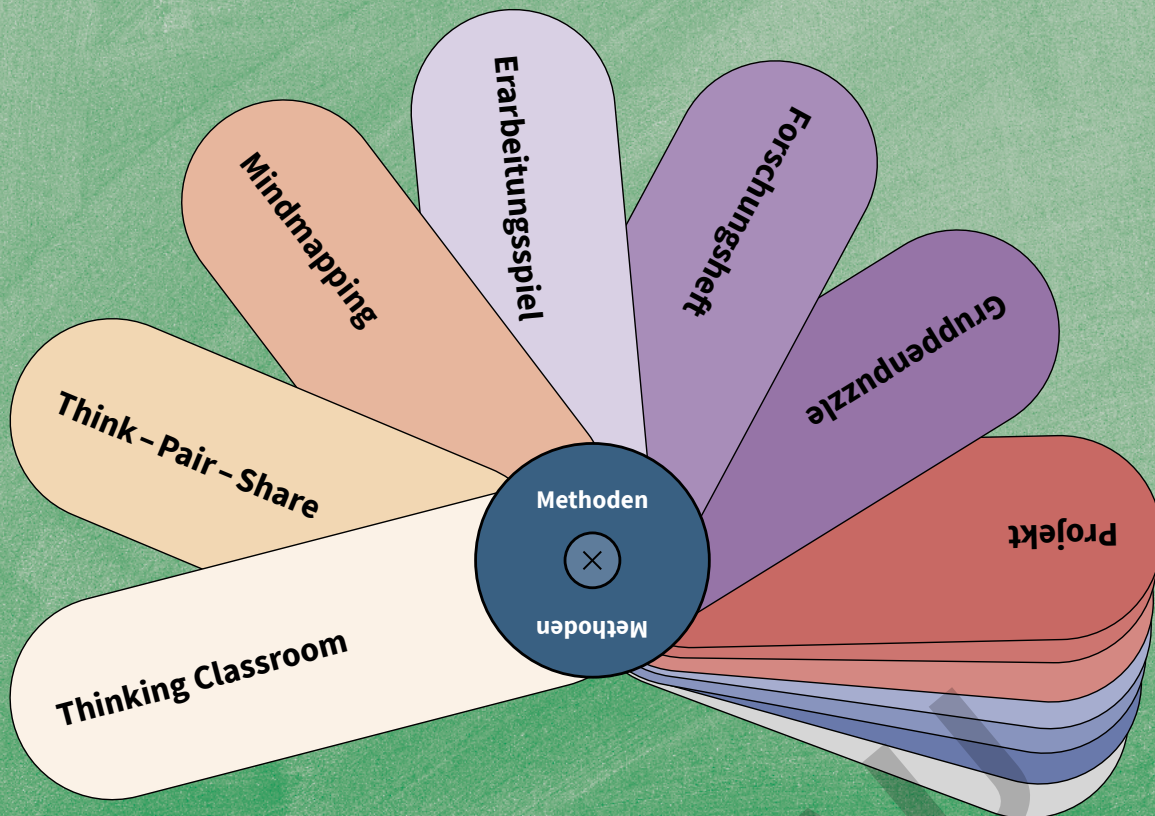 Thinking Classroom
Think – Pair – Share
Mindmapping
Erarbeitungsspiel
Forschungsheft
Gruppenpuzzle
Projekt
Methoden
Methoden